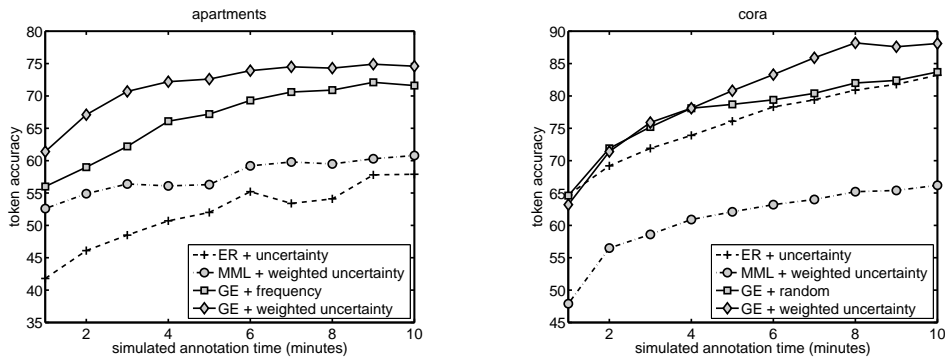 apartments
80
75
70
65
60
55
50
45
40
35
token accuracy
2 4 6 8 10
simulated annotation time (minutes)
ER + uncertainty
MML + weighted uncertainty
GE + frequency
GE + weighted uncertainty
cora
90
85
80
75
70
65
60
55
50
45
token accuracy
2 4 6 8 10
simulated annotation time (minutes)
ER + uncertainty
MML + weighted uncertainty
GE + random
GE + weighted uncertainty